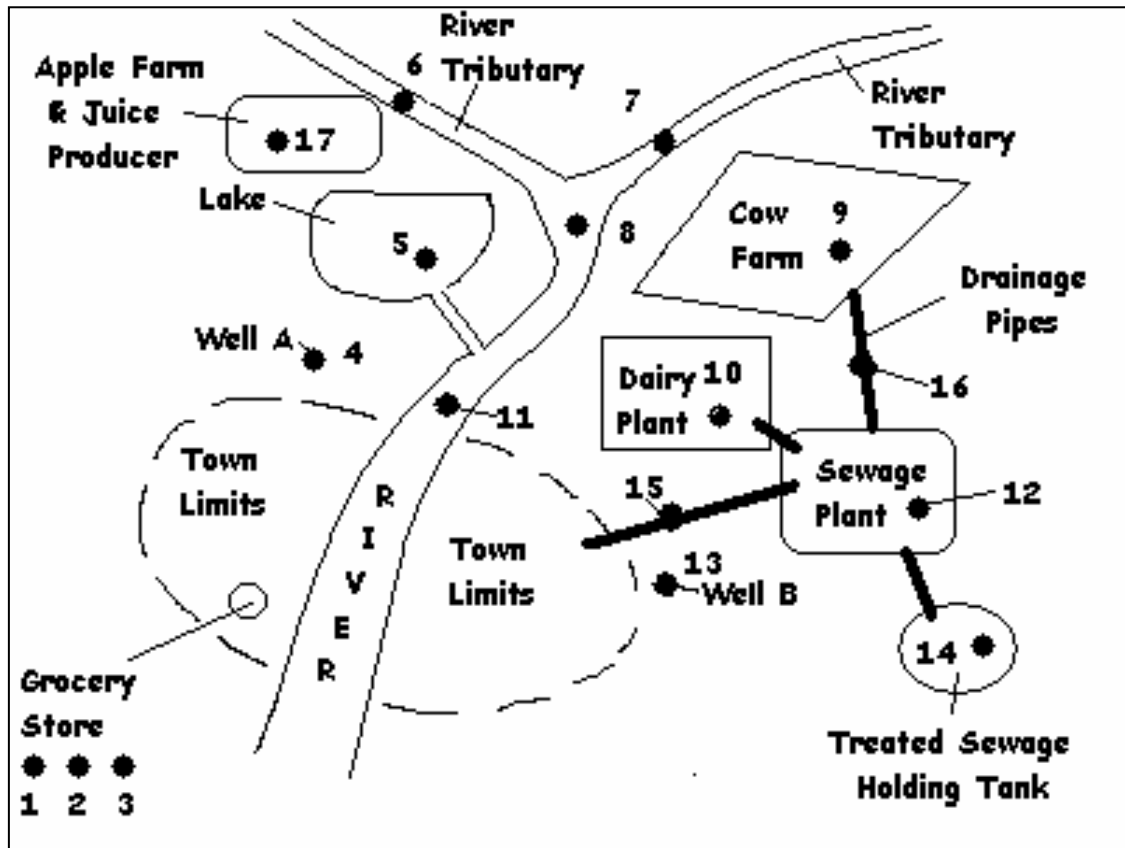 River
Tributary
6
Apple Farm
& Juice
Producer
17
7
River
Tributary
Lake
5
8
Cow
Farm
9
Drainage
Pipes
Well A
4
Dairy
Plant
10
16
11
Town
Limits
Sewage
Plant
12
15
R
I
V
E
R
Town
Limits
13
Well B
14
Grocery
Store
1 2 3
Treated Sewage
Holding Tank